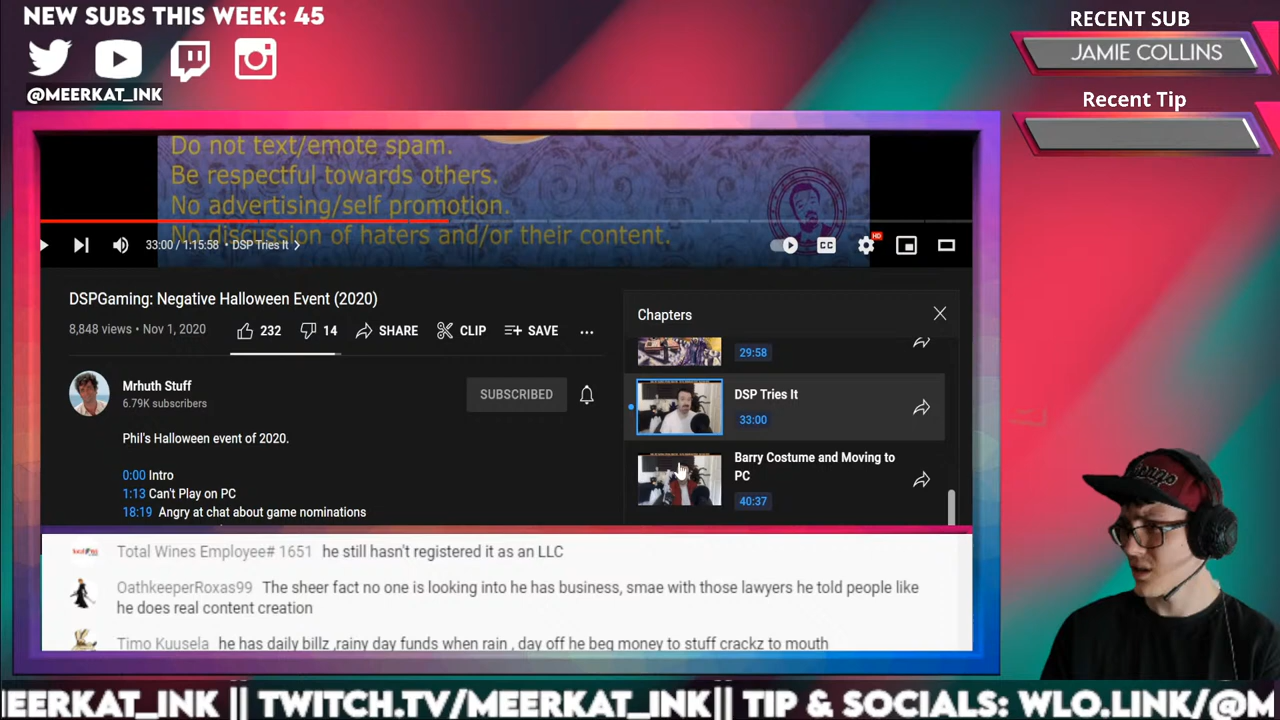 NEW SUBS THIS WEEK: 45
@MEERKAT_INK
RECENT SUB
JAMIE COLLINS
Recent Tip
Do not text/emote spam.
Be respectful towards others.
No advertising/self promotion.
No discussion of haters and/or their content.
33:00 / 1:15:58 • DSP Tries It >
CC
HD
DSPGaming: Negative Halloween Event (2020)
8,848 views • Nov 1, 2020
232
14
SHARE
CLIP
SAVE
...
Mrhuth Stuff
6.79K subscribers
SUBSCRIBED
Phil's Halloween event of 2020.
0:00 Intro
1:13 Can't Play on PC
18:19 Angry at chat about game nominations
Chapters
29:58
DSP Tries It
33:00
Barry Costume and Moving to
PC
40:37
Total Wines Employee# 1651 he still hasn't registered it as an LLC
OathkeeperRoxas99 The sheer fact no one is looking into he has business, smae with those lawyers he told people like
he does real content creation
Timo Kuusela he has daily billz ,rainy day funds when rain , day off he beg money to stuff crackz to mouth
MEERKAT_INK || TWITCH.TV/MEERKAT_INK|| TIP & SOCIALS: WLO.LINK/@M